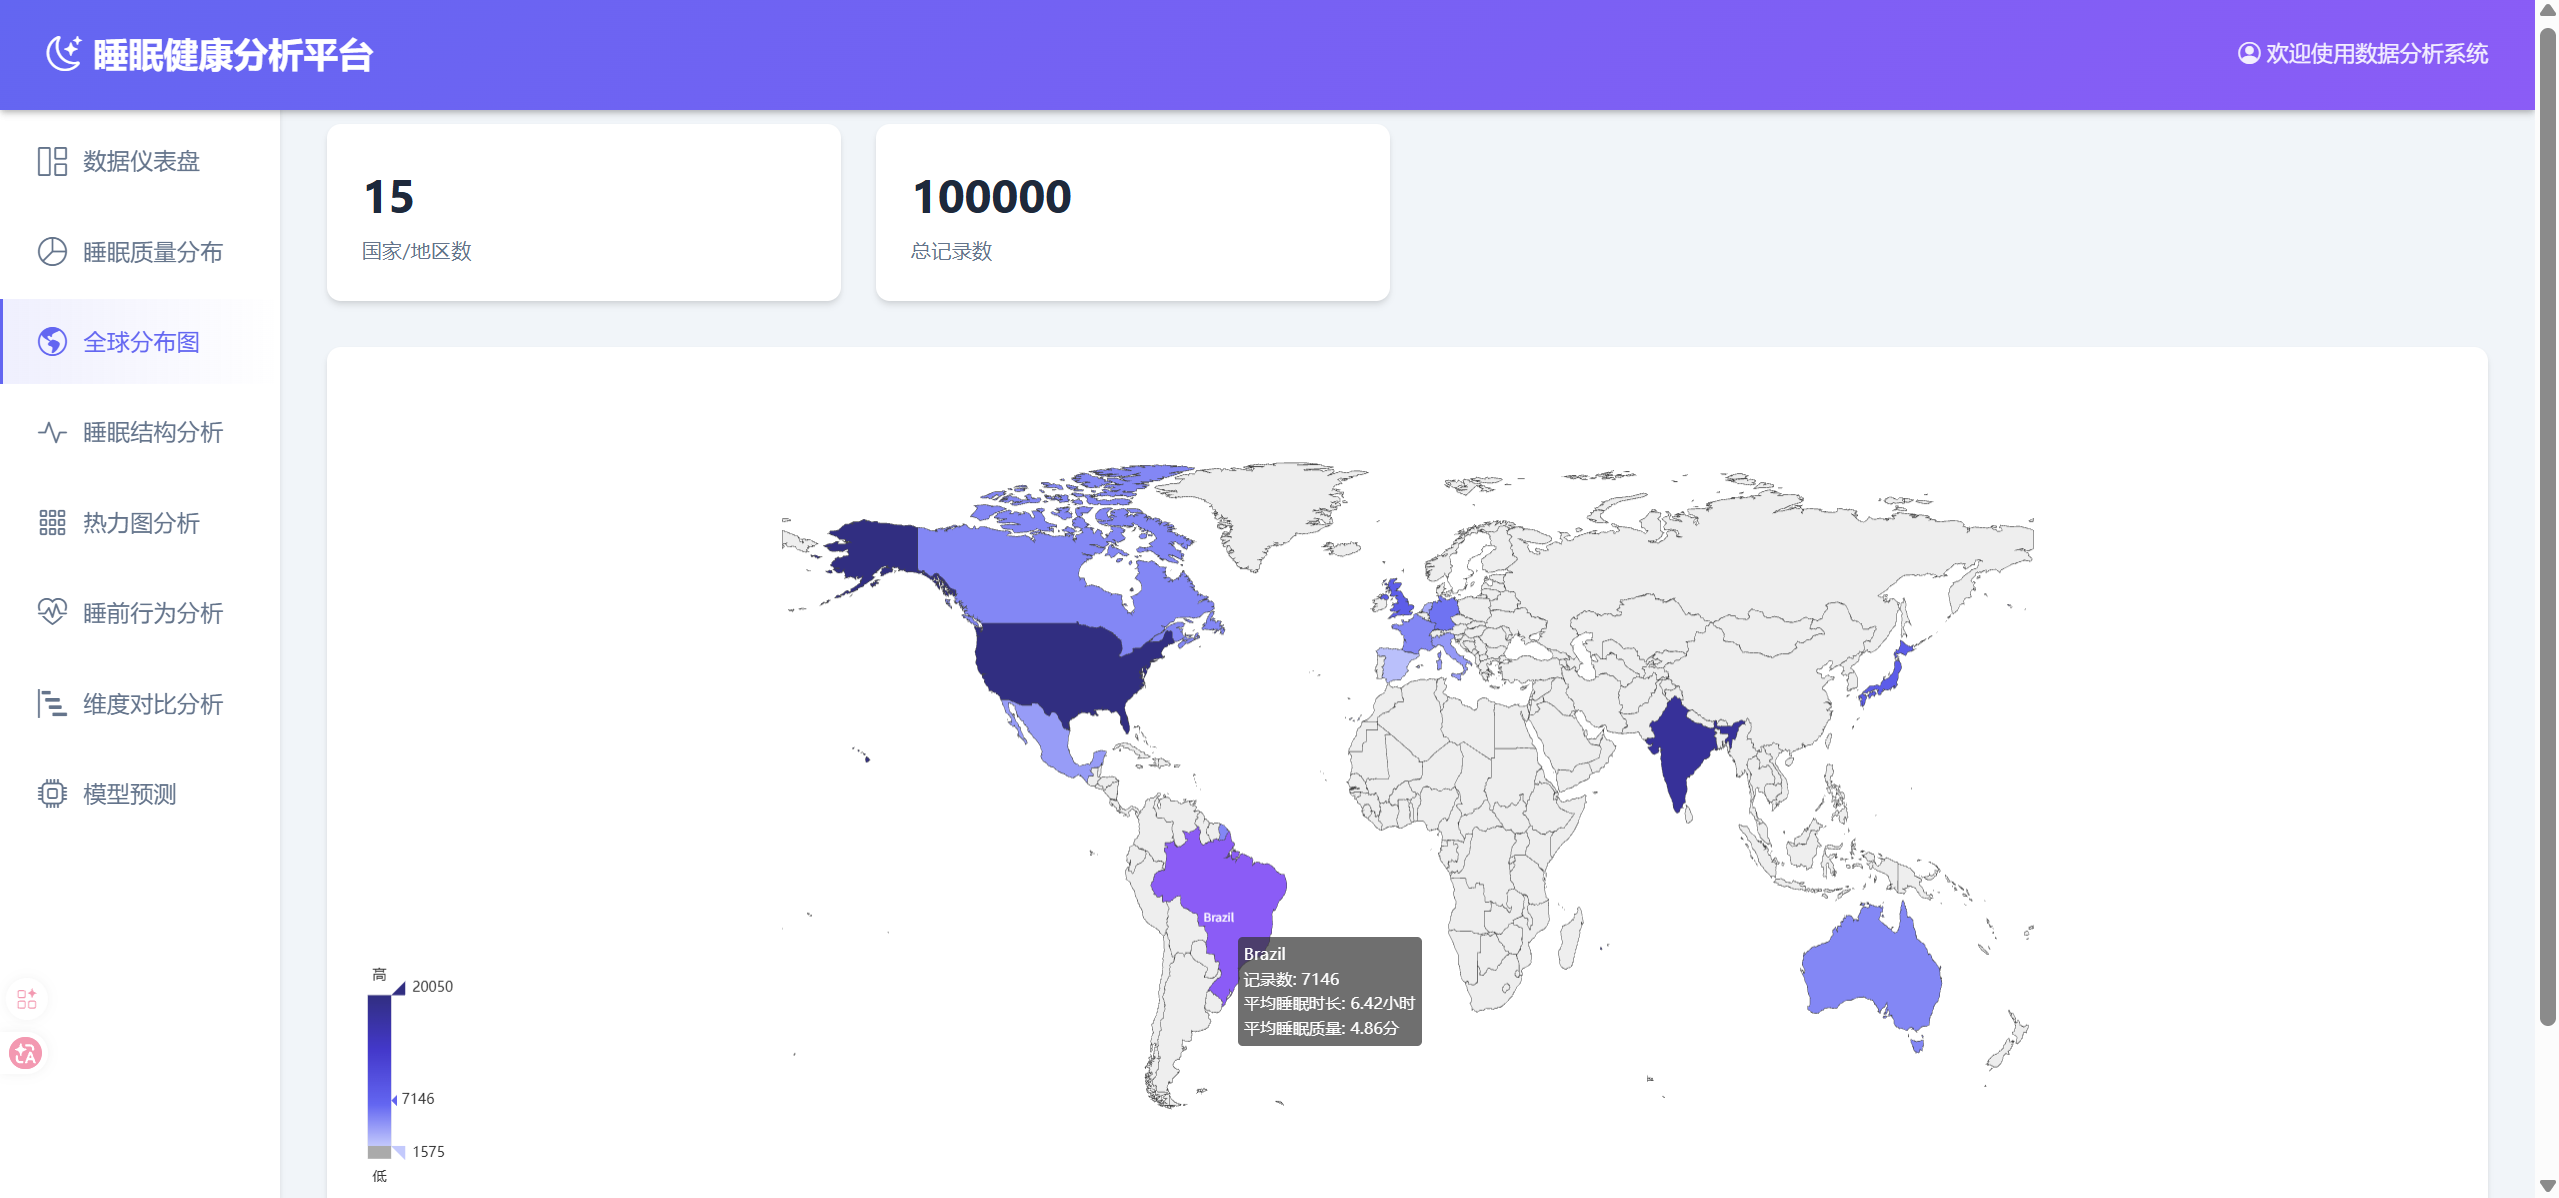 睡眠健康分析平台
欢迎使用数据分析系统
数据仪表盘
睡眠质量分布
全球分布图
睡眠结构分析
热力图分析
睡前行为分析
维度对比分析
模型预测
15
国家/地区数
100000
总记录数
Brazil
Brazil
记录数: 7146
平均睡眠时长: 6.42小时
平均睡眠质量: 4.86分
高
20050
7146
1575
低